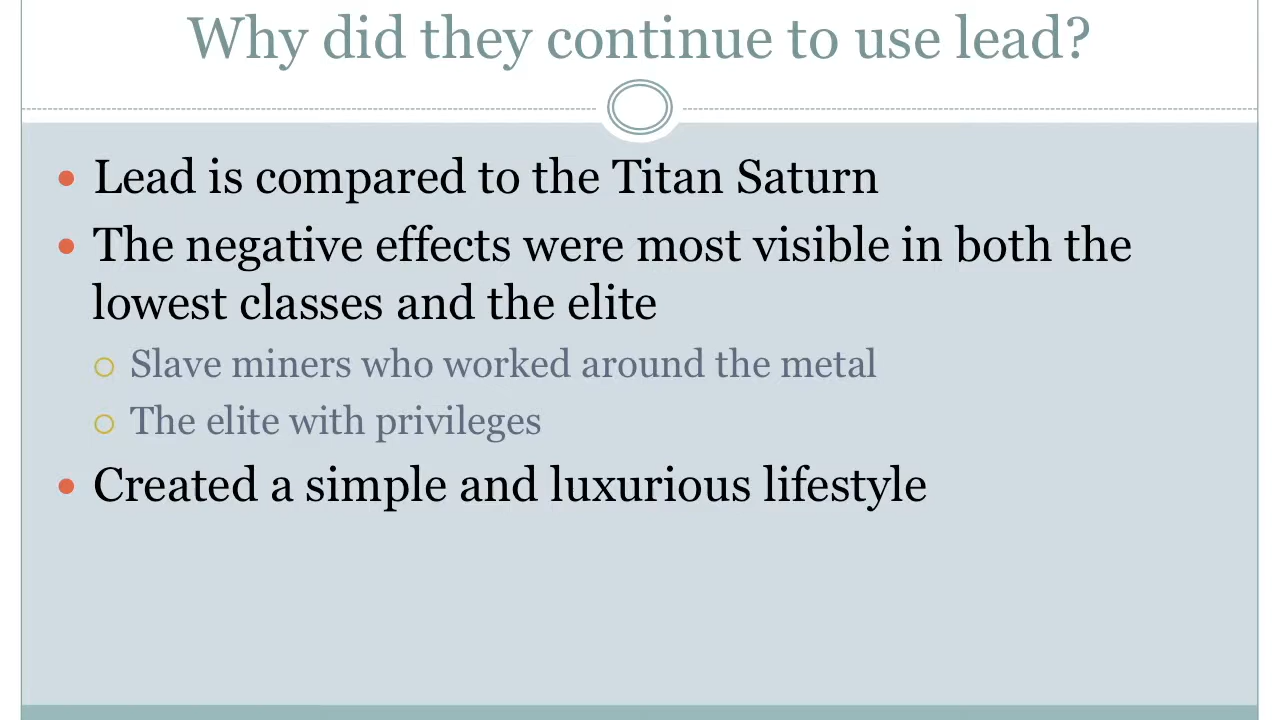 Why did they continue to use lead?
Lead is compared to the Titan Saturn
The negative effects were most visible in both the
lowest classes and the elite
Slave miners who worked around the metal
The elite with privileges
Created a simple and luxurious lifestyle